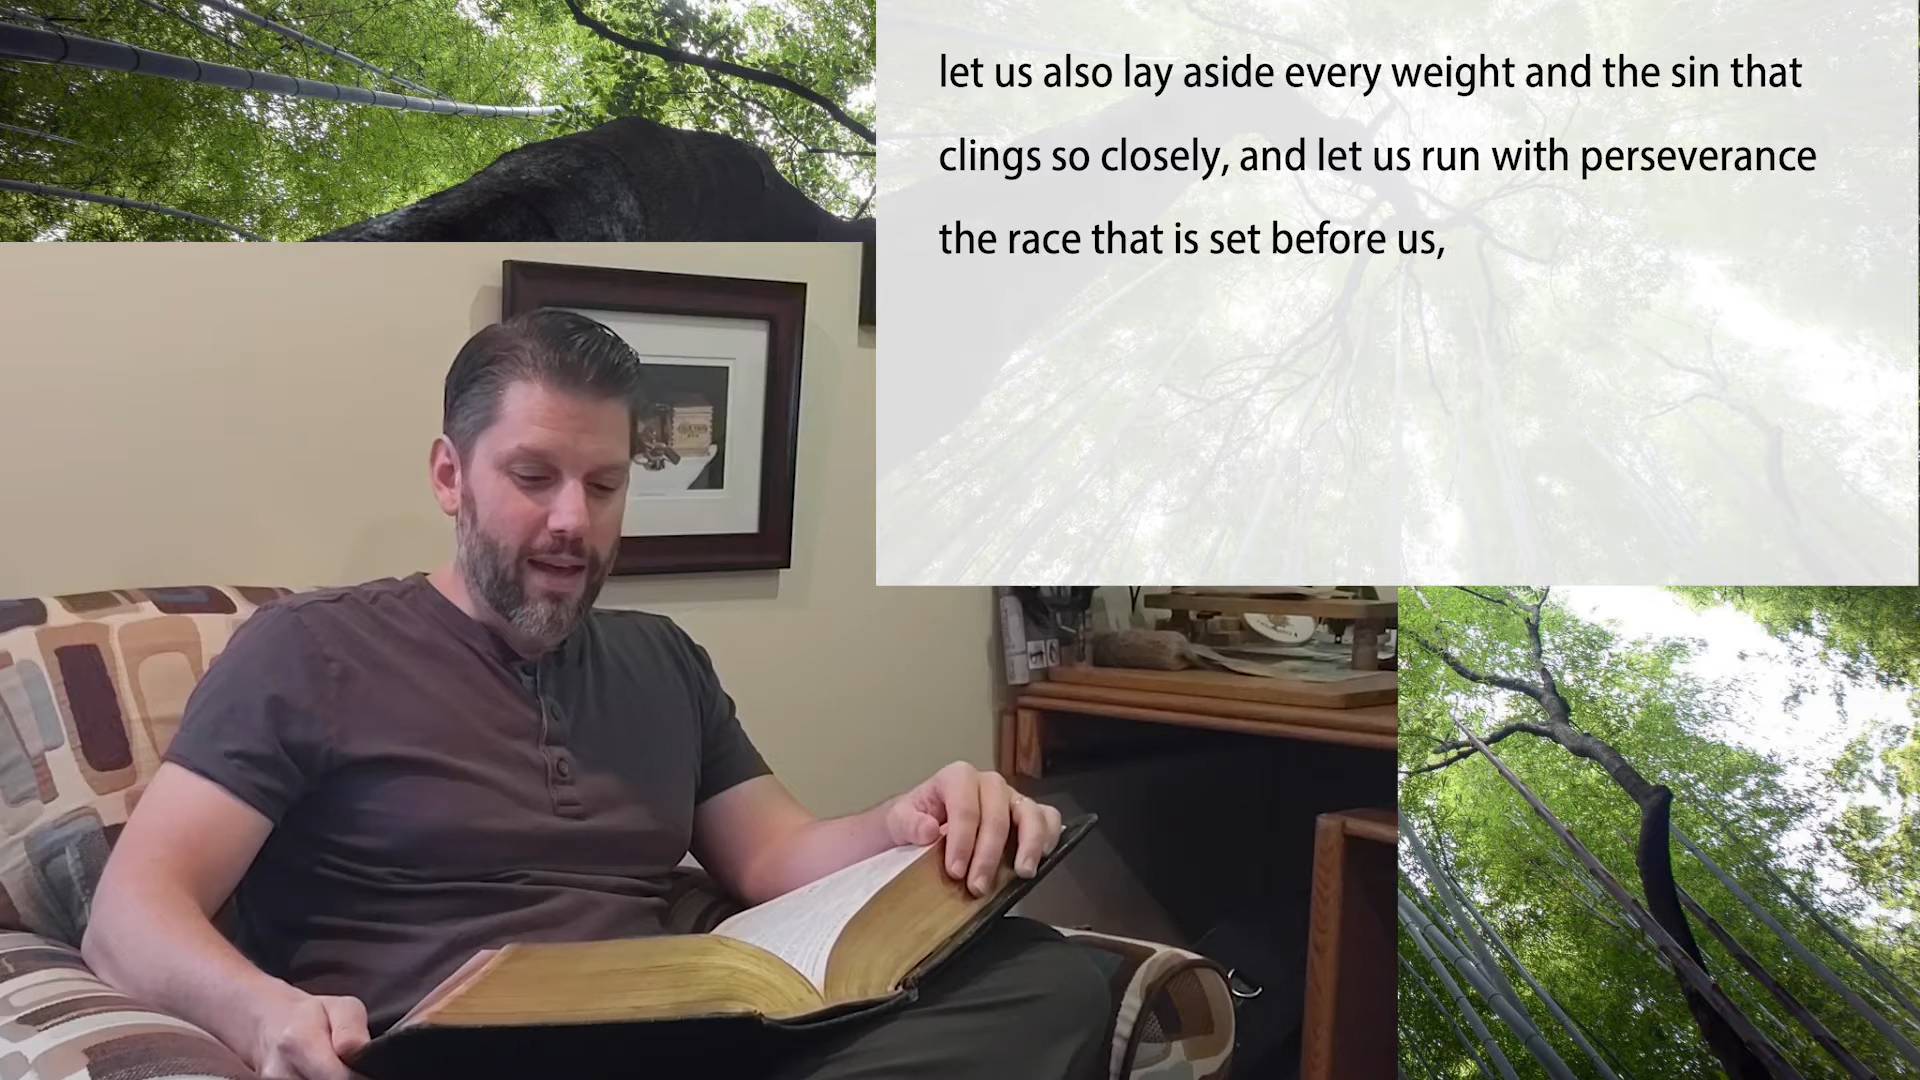 let us also lay aside every weight and the sin that
clings so closely, and let us run with perseverance
the race that is set before us,